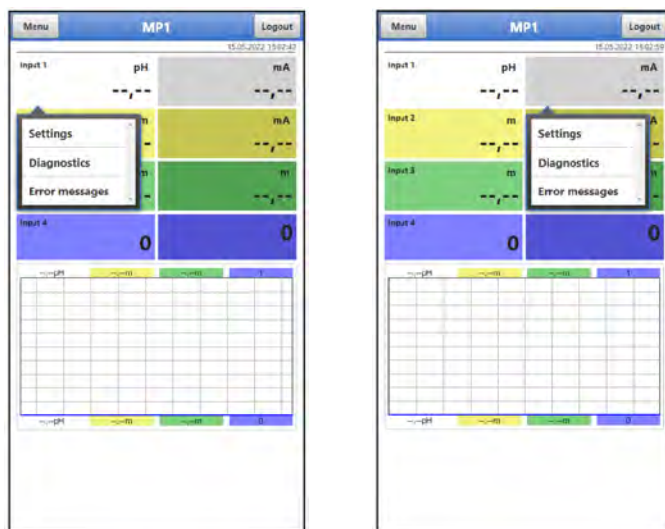 Menu MP1 Logout
15.05.2022 15:02:47
Input 1 pH mA
--,-- --,--
m mA
Settings
- --,--
Diagnostics
m m
- --,--
Error messages
Input 4
0 0
--,--pH --,--m --,--m 1
--,--pH --,--m --,--m 0
Menu MP1 Logout
15.05.2022 15:02:59
Input 1 pH mA
--,-- --,--
Input 2 m A
Settings
--,-- -
Diagnostics
Input 3 m m
--,-- -
Error messages
Input 4
0 0
--,--pH --,--m --,--m 1
--,--pH --,--m --,--m 0